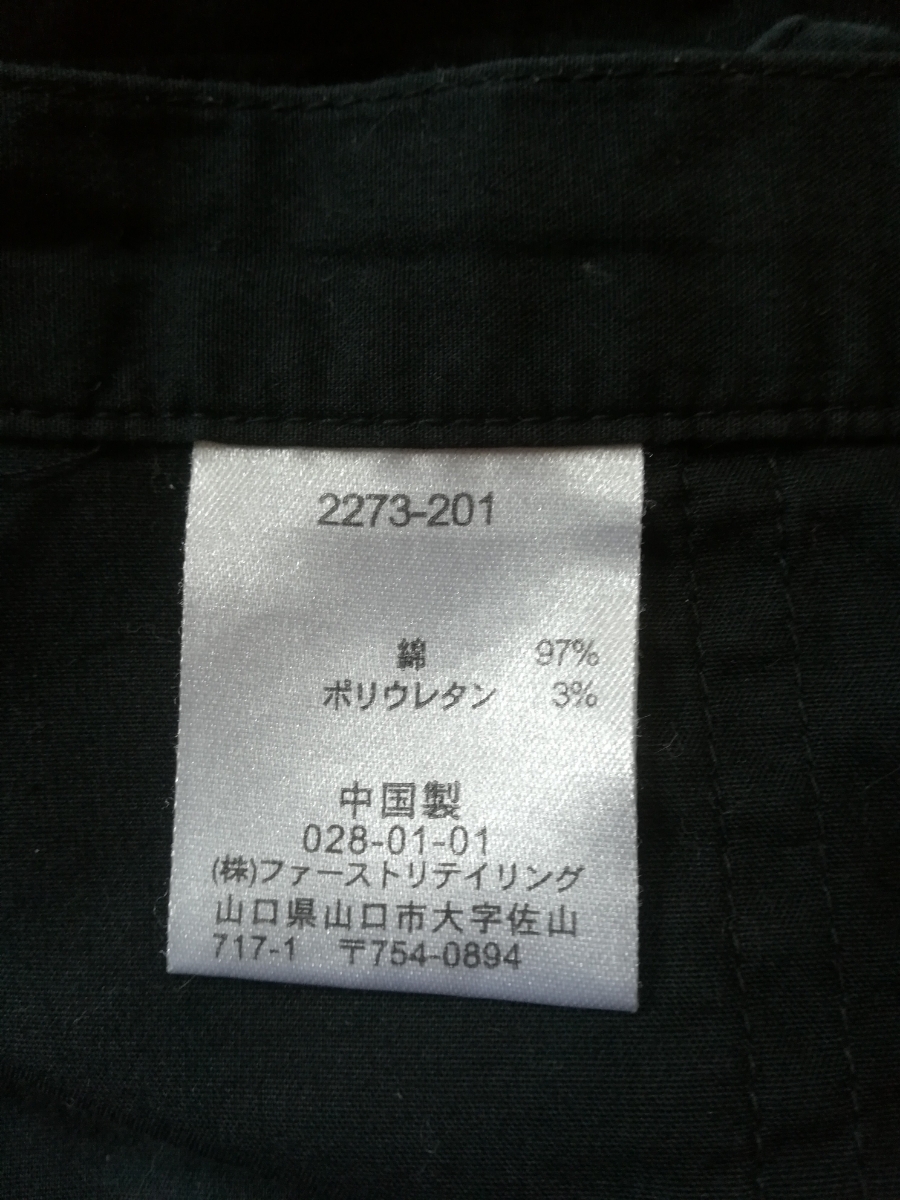 2273-201
綿 97%
ポリウレタン 3%
中国製
028-01-01
(株)ファーストリテイリング
山口県山口市大字佐山
717-1 〒754-0894